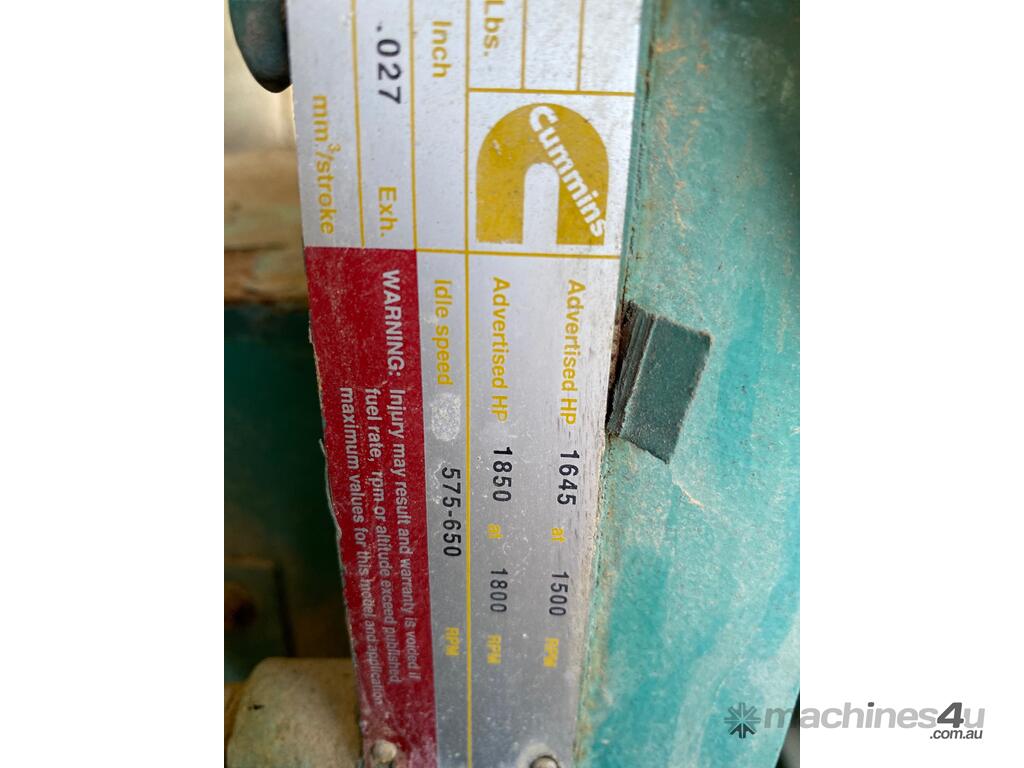 Lbs.
Cummins
Advertised HP 1645 at 1500 RPM
Inch
Advertised HP 1850 at 1800 RPM
Idle speed 575-650 RPM
.027 Exh.
mm.³/stroke
WARNING: Injury may result and warranty is voided if
fuel rate, rpm or altitude exceed published
maximum values for this model and application
machines4u
.com.au